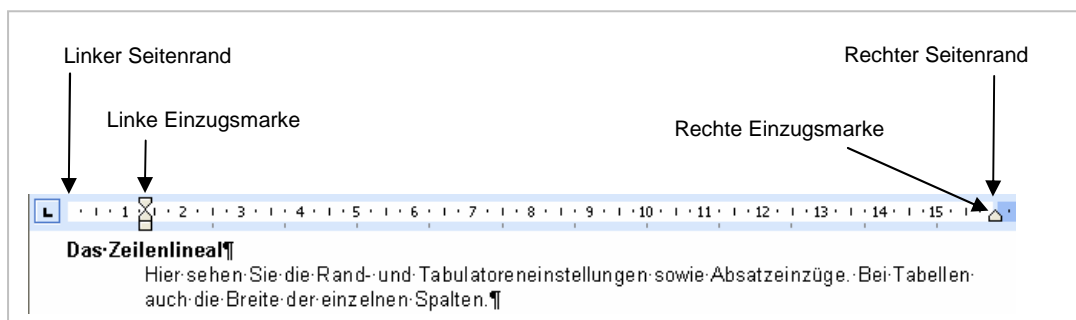 Linker Seitenrand
Rechter Seitenrand
Linke Einzugsmarke
Rechte Einzugsmarke
L · ı · 1 · ı · 2 · ı · 3 · ı · 4 · ı · 5 · ı · 6 · ı · 7 · ı · 8 · ı · 9 · ı · 10 · ı · 11 · ı · 12 · ı · 13 · ı · 14 · ı · 15 · ı ·
Das·Zeilenlineal¶
Hier·sehen·Sie·die·Rand-·und·Tabulatoreneinstellungen·sowie·Absatzeinzüge.·Bei·Tabellen·
auch·die·Breite·der·einzelnen·Spalten.¶